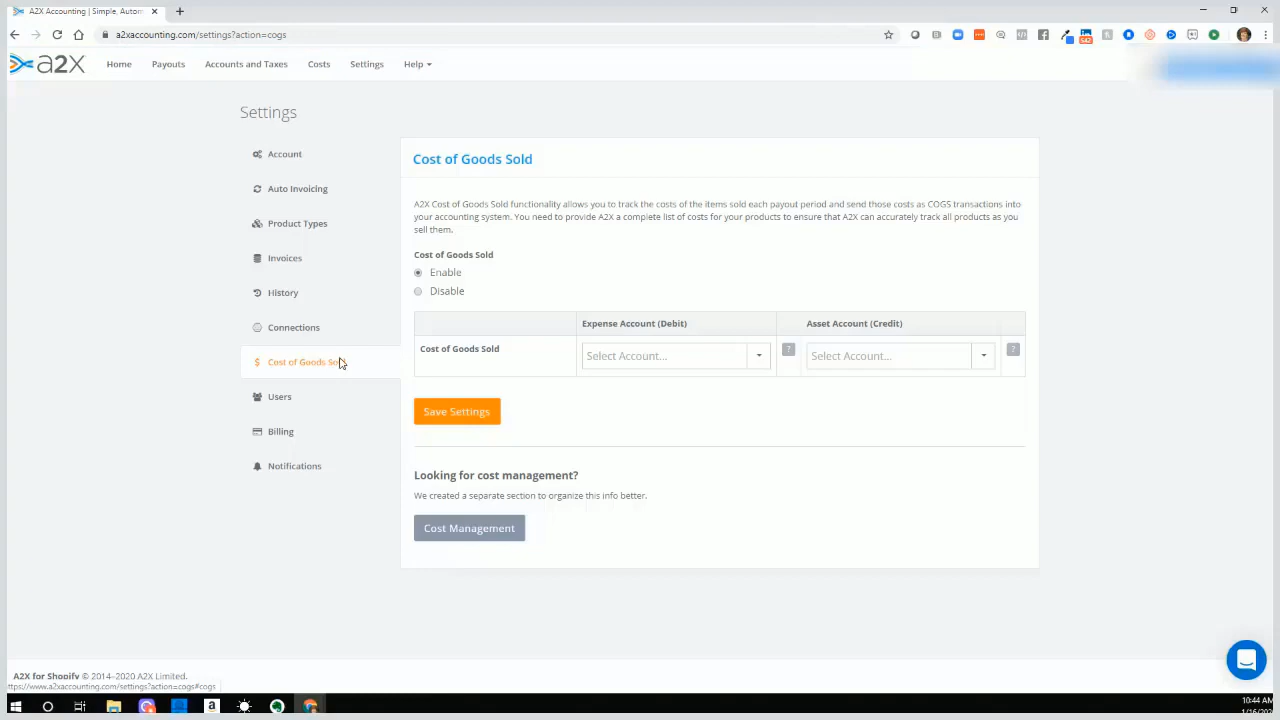 A2X Accounting | Simple, Autom
a2xaccounting.com/settings?action=cogs
542
a2x
Home
Payouts
Accounts and Taxes
Costs
Settings
Help
Settings
Account
Auto Invoicing
Product Types
Invoices
History
Connections
Cost of Goods Sold
Users
Billing
Notifications
Cost of Goods Sold
A2X Cost of Goods Sold functionality allows you to track the costs of the items sold each payout period and send those costs as COGS transactions into
your accounting system. You need to provide A2X a complete list of costs for your products to ensure that A2X can accurately track all products as you
sell them.
Cost of Goods Sold
Enable
Disable
Expense Account (Debit)
Asset Account (Credit)
Cost of Goods Sold
Select Account...
?
Select Account...
?
Save Settings
Looking for cost management?
We created a separate section to organize this info better.
Cost Management
A2X for Shopify © 2014–2020 A2X Limited.
ttps://www.a2xaccounting.com/settings?action=cogs#cogs
10:44 AM